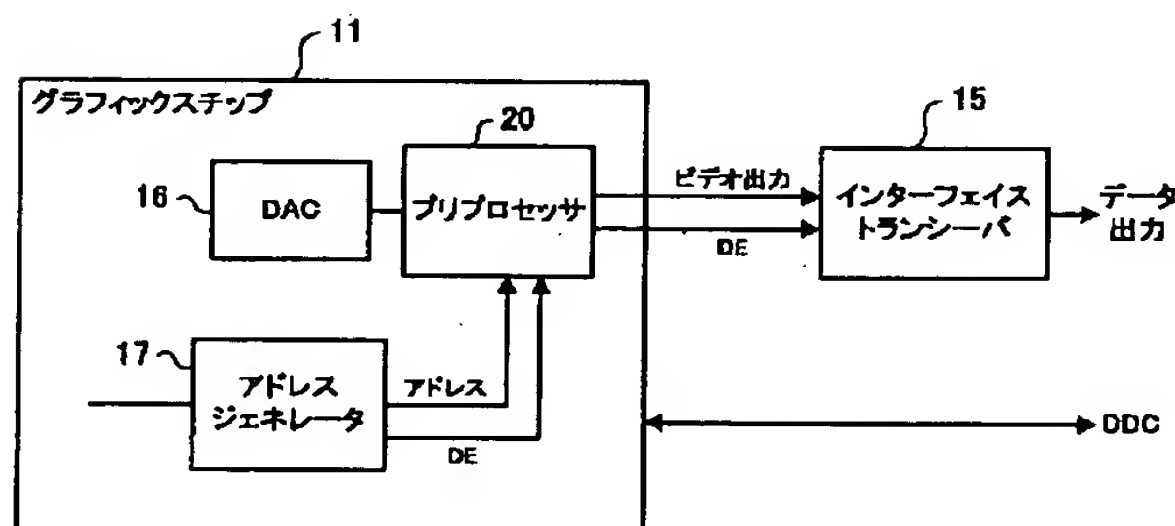 11
グラフィックスチップ
20
15
16
DAC
プリプロセッサ
ビデオ出力
DE
インターフェイス
トランシーバ
データ
出力
17
アドレス
ジェネレータ
アドレス
DE
DDC